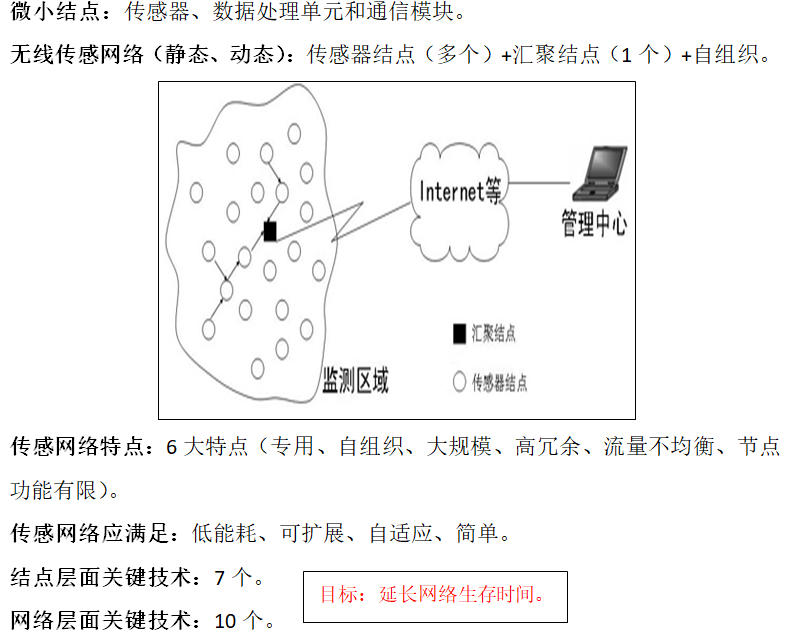 微小结点：传感器、数据处理单元和通信模块。
无线传感网络（静态、动态）：传感器结点（多个）+汇聚结点（1 个）+自组织。
Internet等
管理中心
汇聚结点
传感器结点
监测区域
传感网络特点：6 大特点（专用、自组织、大规模、高冗余、流量不均衡、节点
功能有限）。
传感网络应满足：低能耗、可扩展、自适应、简单。
结点层面关键技术：7 个。
目标：延长网络生存时间。
网络层面关键技术：10 个。